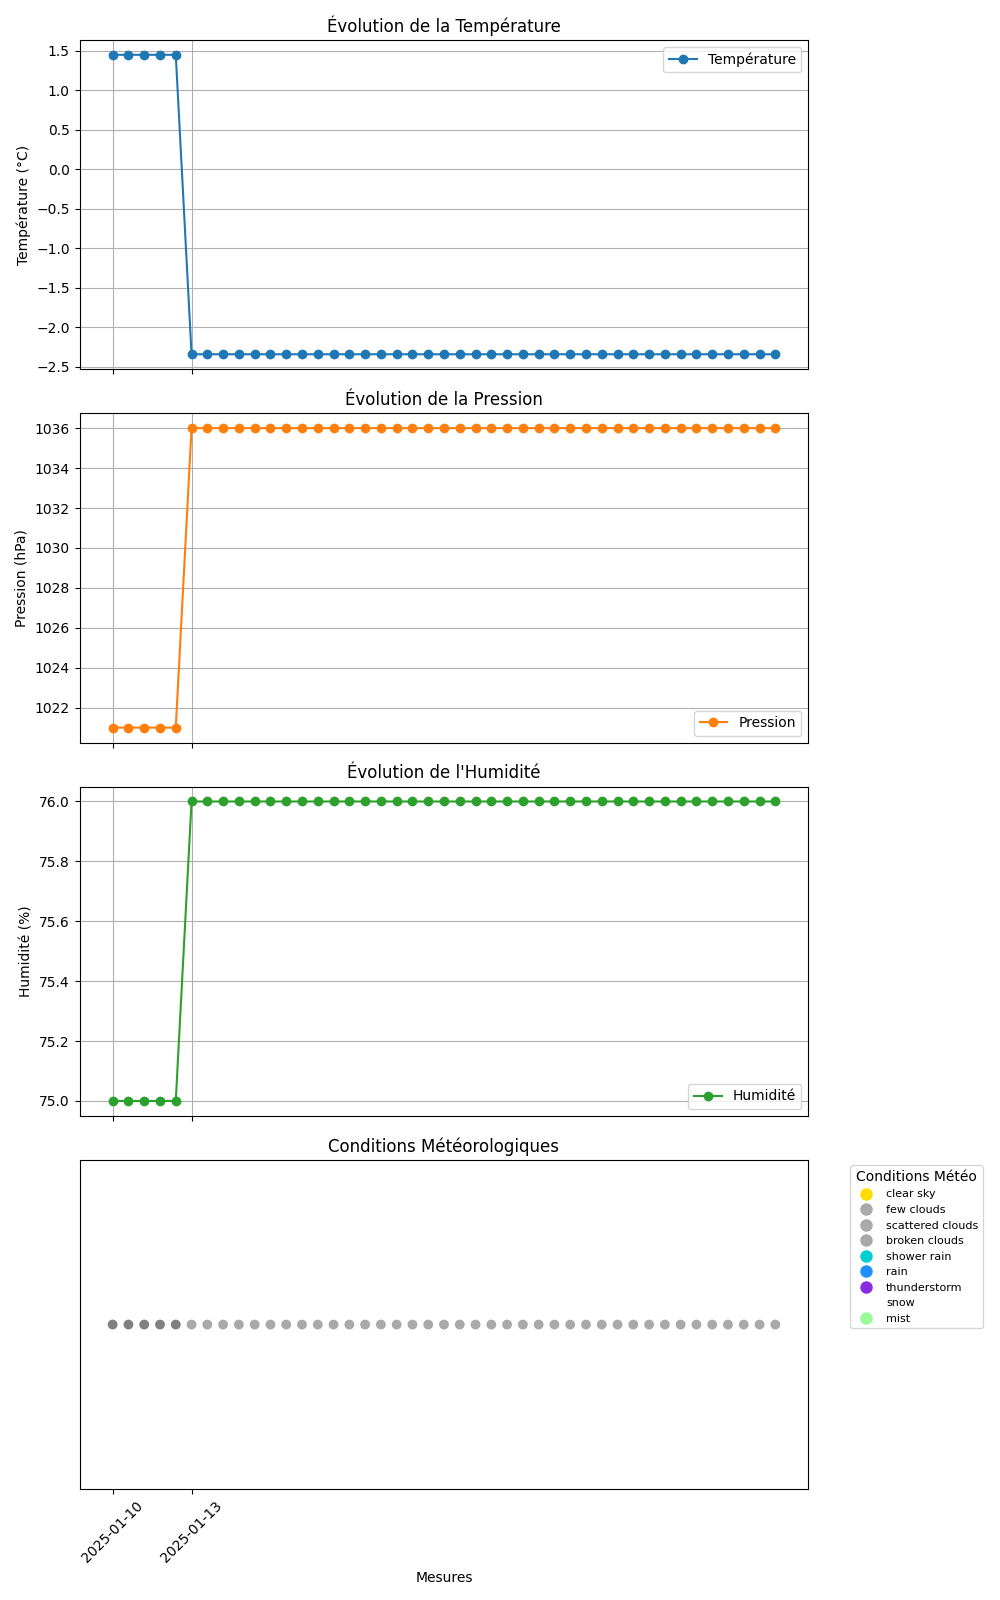 Évolution de la Température
1.5
1.0
0.5
0.0
−0.5
−1.0
−1.5
−2.0
−2.5
Température (°C)
Température
Évolution de la Pression
1036
1034
1032
1030
1028
1026
1024
1022
Pression (hPa)
Pression
Évolution de l'Humidité
76.0
75.8
75.6
75.4
75.2
75.0
Humidité (%)
Humidité
Conditions Météorologiques
Conditions Météo
clear sky
few clouds
scattered clouds
broken clouds
shower rain
rain
thunderstorm
snow
mist
2025-01-10
2025-01-13
Mesures